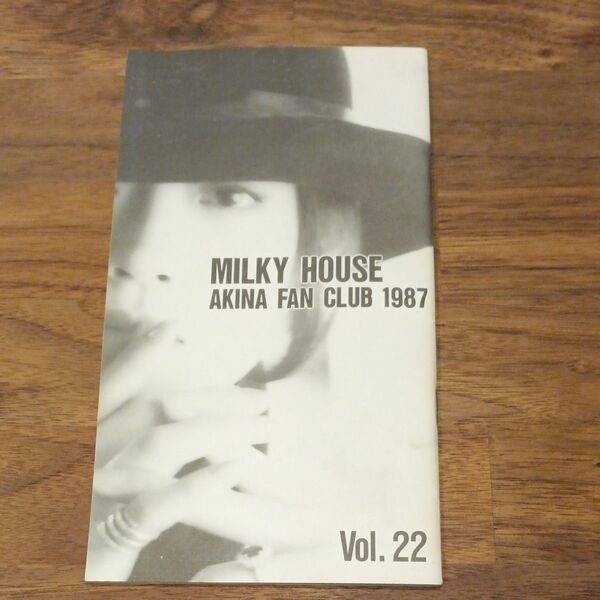 MILKY HOUSE
AKINA FAN CLUB 1987
Vol. 22